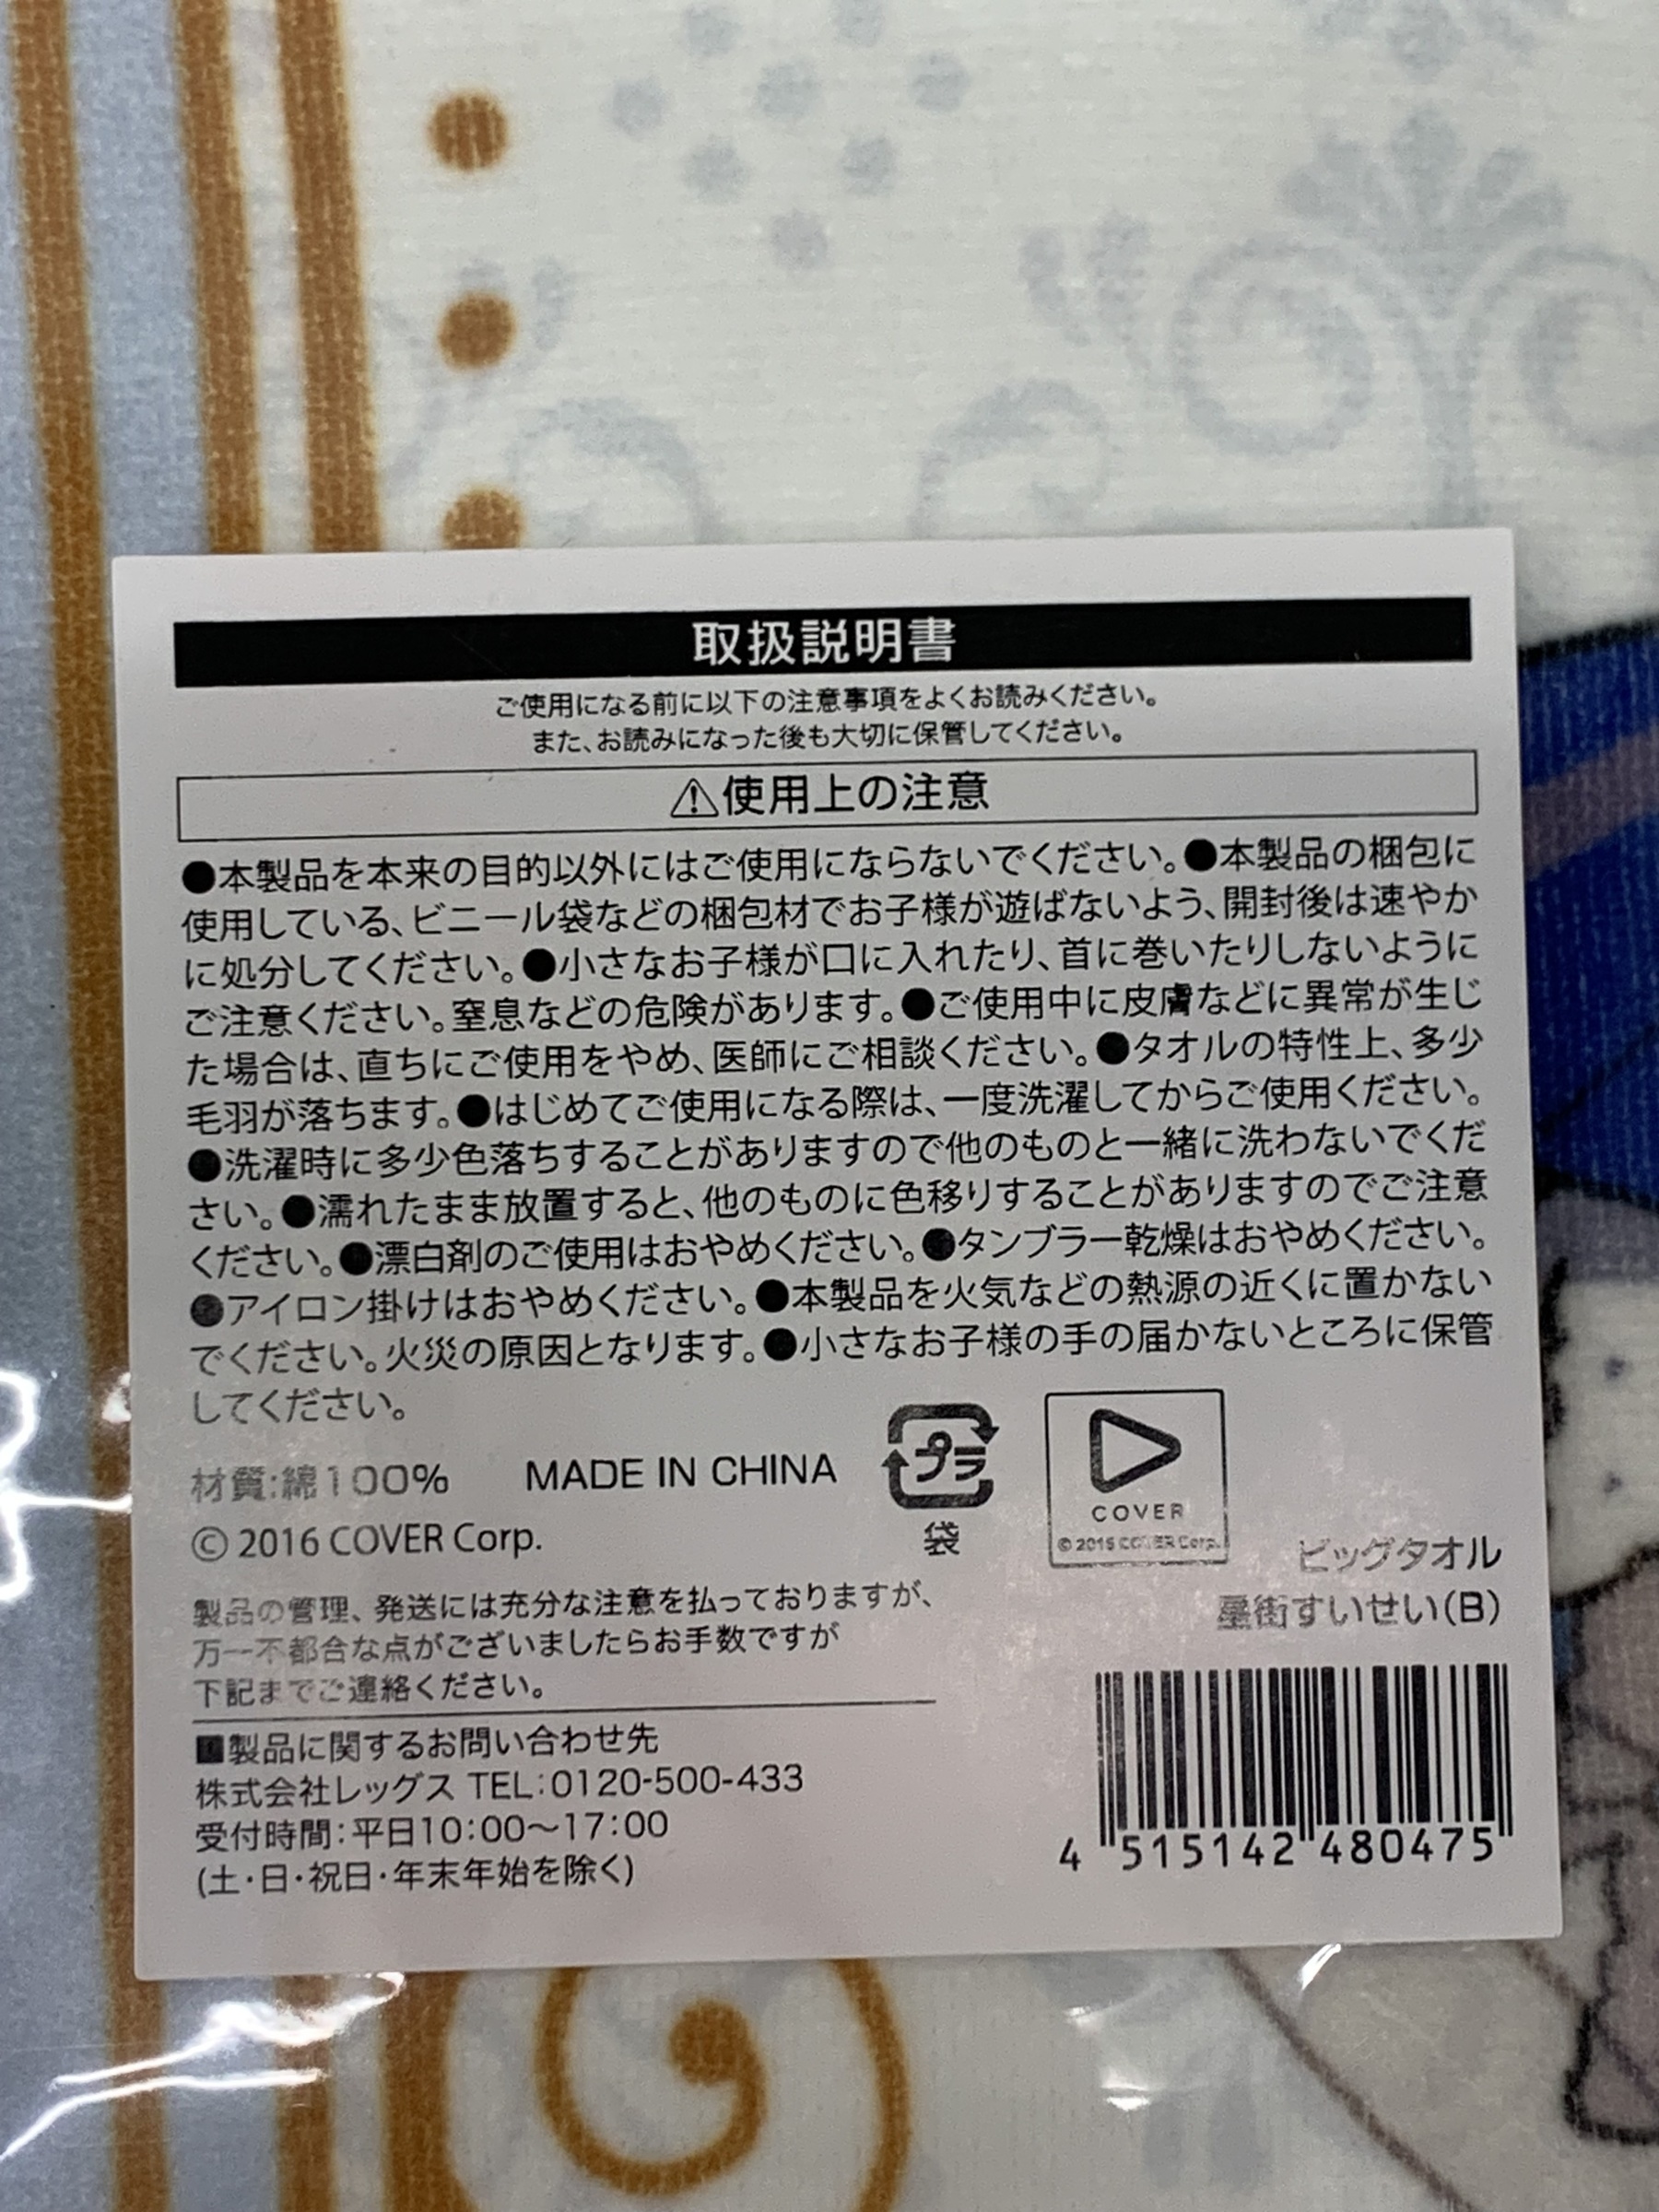 取扱説明書
ご使用になる前に以下の注意事項をよくお読みください。
また、お読みになった後も大切に保管してください。
⚠使用上の注意
●本製品を本来の目的以外にはご使用にならないでください。●本製品の梱包に
使用している、ビニール袋などの梱包材でお子様が遊ばないよう、開封後は速やか
に処分してください。●小さなお子様が口に入れたり、首に巻いたりしないように
ご注意ください。窒息などの危険があります。●ご使用中に皮膚などに異常が生じ
た場合は、直ちにご使用をやめ、医師にご相談ください。●タオルの特性上、多少
毛羽が落ちます。●はじめてご使用になる際は、一度洗濯してからご使用ください。
●洗濯時に多少色落ちすることがありますので他のものと一緒に洗わないでくだ
さい。●濡れたまま放置すると、他のものに色移りすることがありますのでご注意
ください。●漂白剤のご使用はおやめください。●タンブラー乾燥はおやめください。
●アイロン掛けはおやめください。●本製品を火気などの熱源の近くに置かない
でください。火災の原因となります。●小さなお子様の手の届かないところに保管
してください。
材質:綿100% MADE IN CHINA
プラ
袋
COVER
© 2016 COVER Corp.
© 2016 COVER Corp.
ビッグタオル
星街すいせい(B)
製品の管理、発送には充分な注意を払っておりますが、
万一不都合な点がございましたらお手数ですが
下記までご連絡ください。
■製品に関するお問い合わせ先
株式会社レッグス TEL:0120-500-433
受付時間:平日10:00〜17:00
(土・日・祝日・年末年始を除く)
4 515142 480475